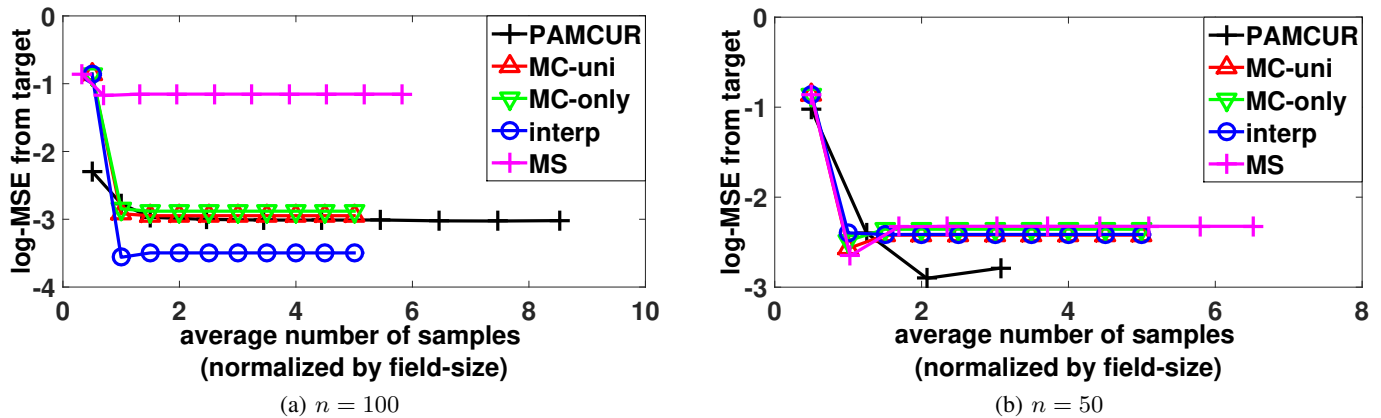 0
-1
-2
-3
-4
log-MSE from target
PAMCUR
MC-uni
MC-only
interp
MS
0 2 4 6 8 10
average number of samples
(normalized by field-size)
(a) n = 100
0
-1
-2
-3
log-MSE from target
PAMCUR
MC-uni
MC-only
interp
MS
0 2 4 6 8
average number of samples
(normalized by field-size)
(b) n = 50